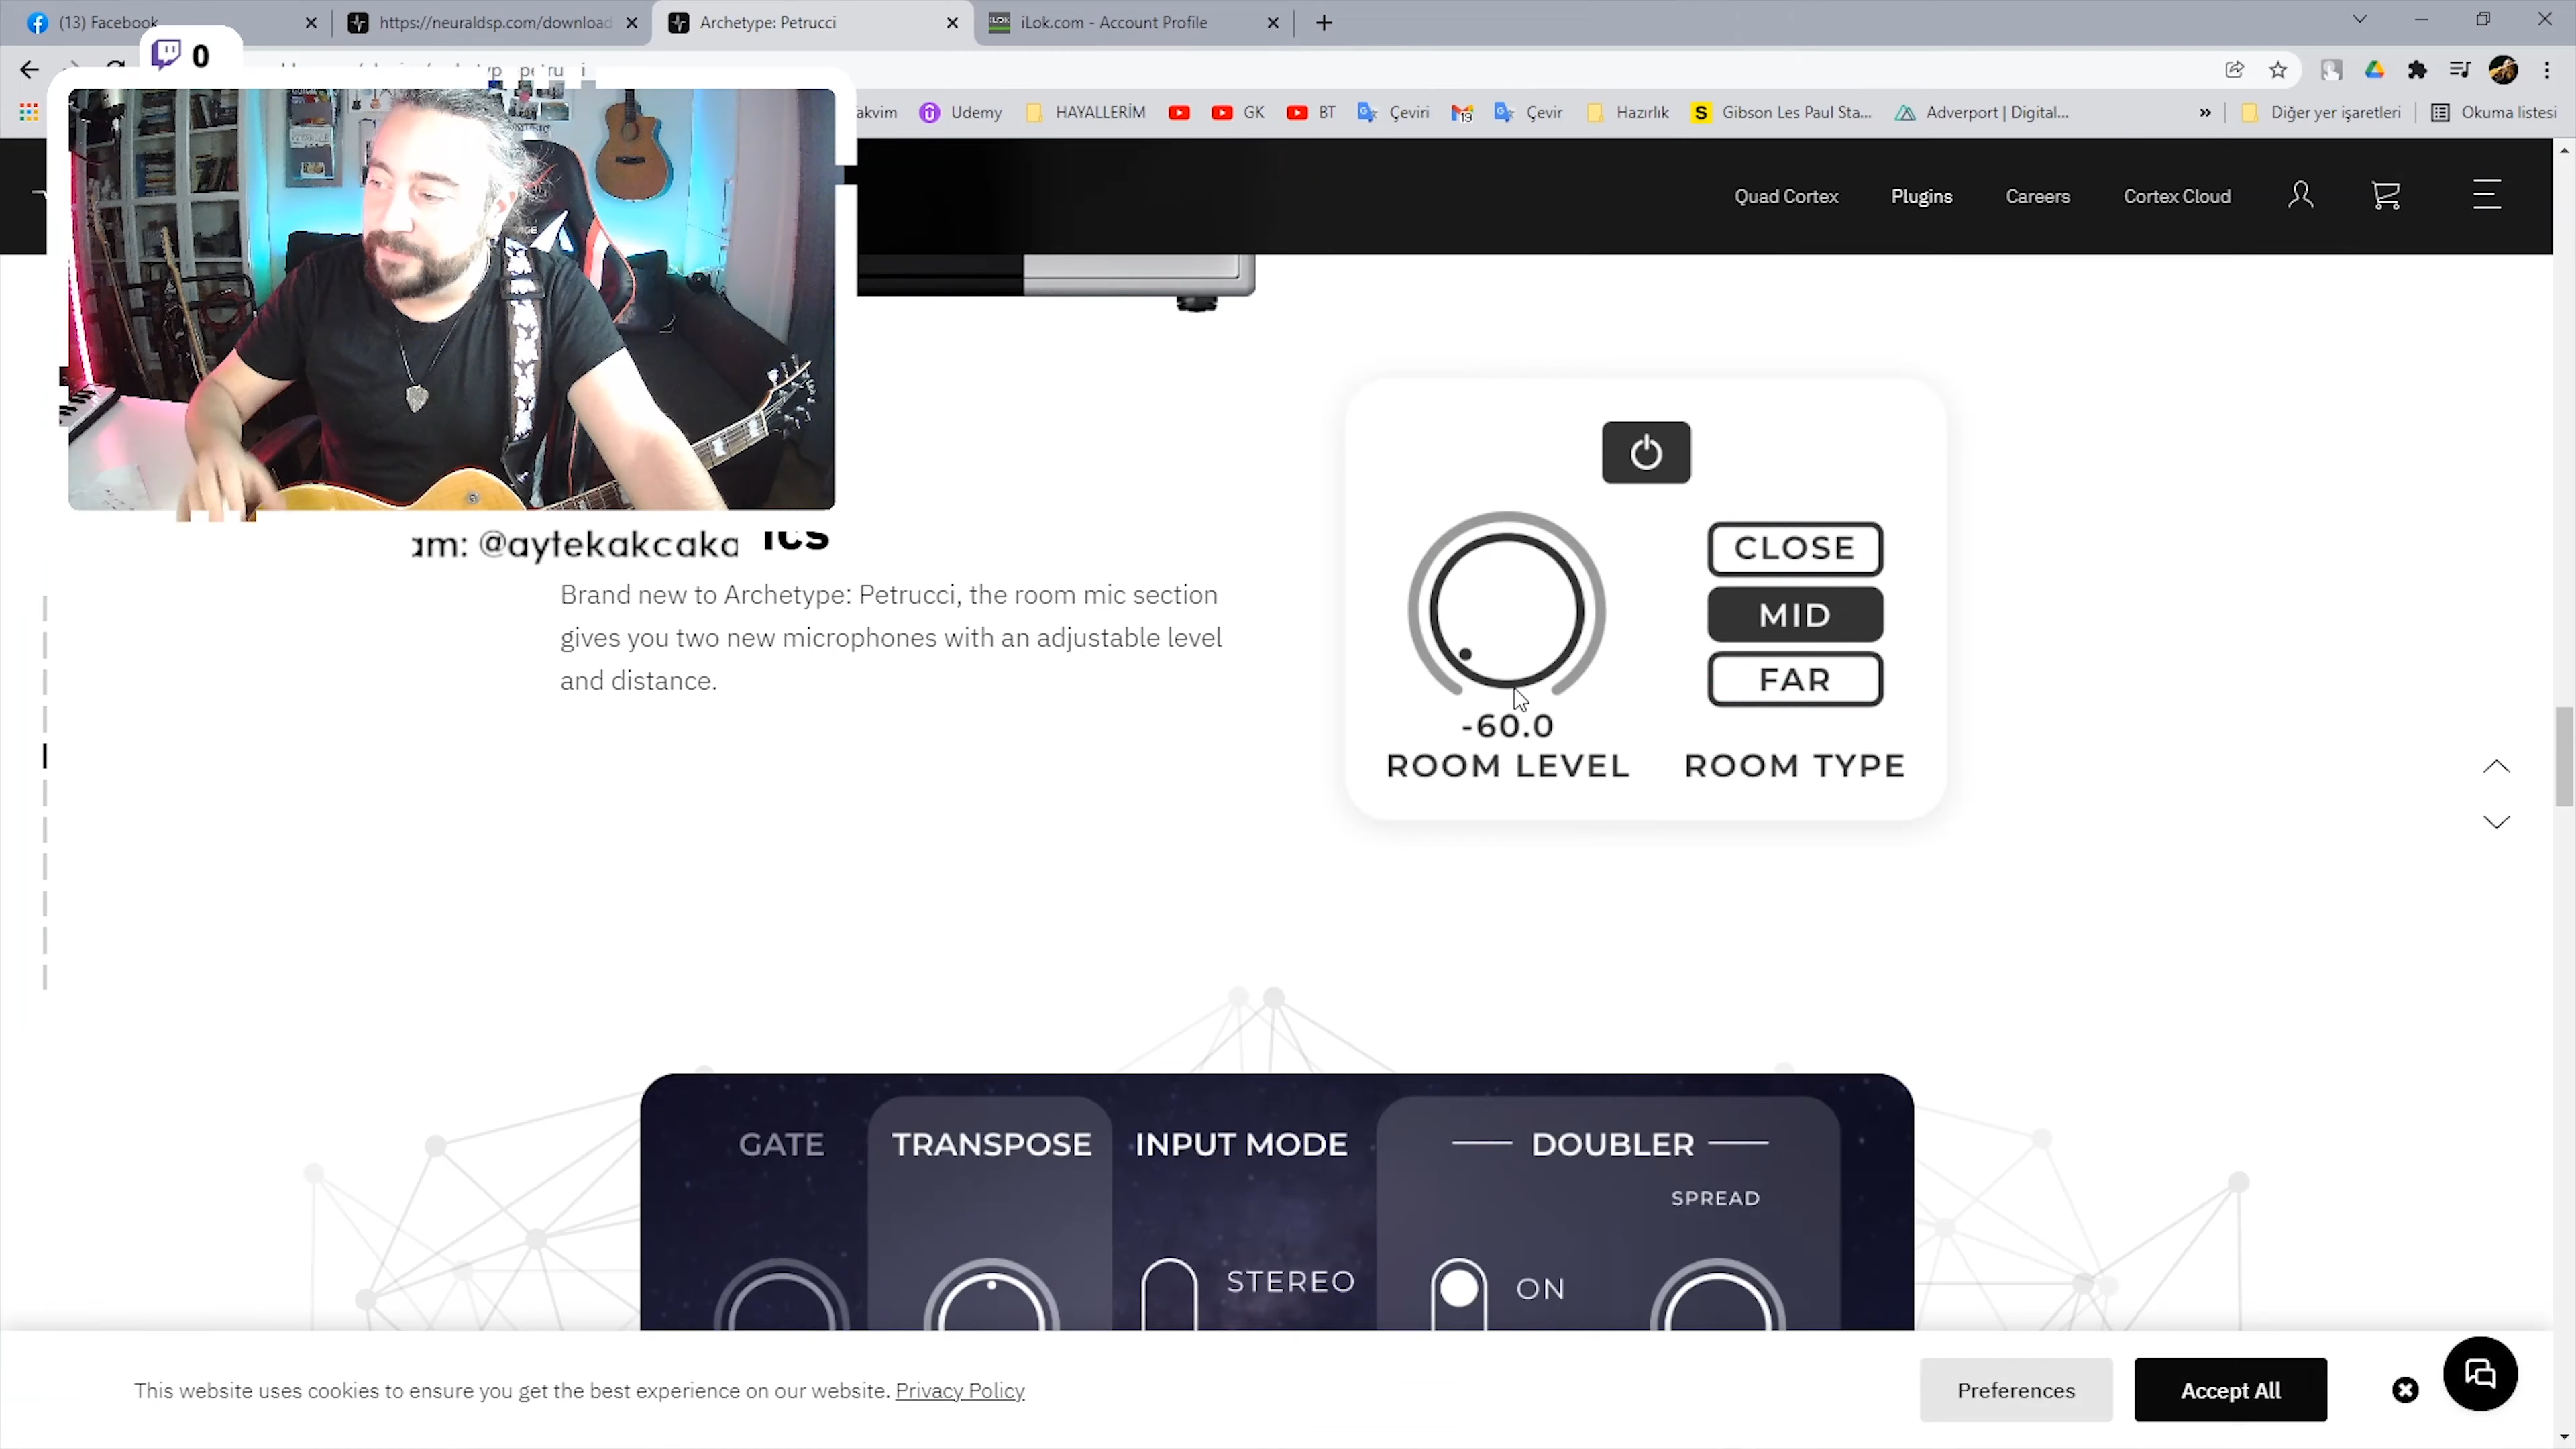 (13) Facebook
https://neuraldsp.com/download
Archetype: Petrucci
iLok.com - Account Profile
0
akvim
Udemy
HAYALLERİM
GK
BT
Çeviri
19
Çevir
Hazırlık
Gibson Les Paul Sta...
Adverport | Digital...
»
Diğer yer işaretleri
Okuma listesi
Quad Cortex
Plugins
Careers
Cortex Cloud
am: @aytekakcaka
ics
Brand new to Archetype: Petrucci, the room mic section
gives you two new microphones with an adjustable level
and distance.
CLOSE
MID
FAR
-60.0
ROOM LEVEL
ROOM TYPE
GATE
TRANSPOSE
INPUT MODE
DOUBLER
SPREAD
STEREO
ON
This website uses cookies to ensure you get the best experience on our website. Privacy Policy
Preferences
Accept All